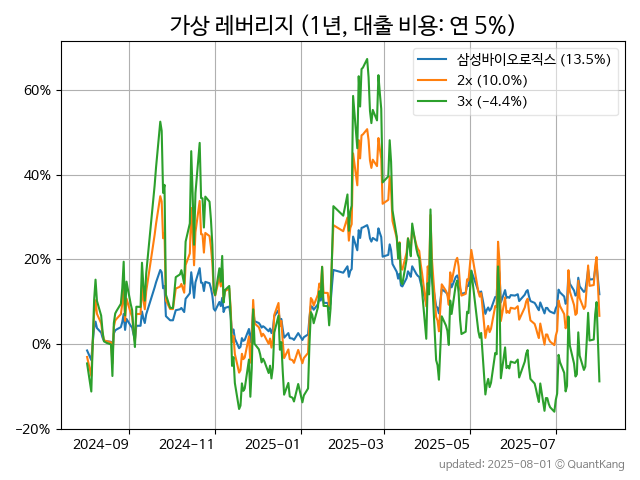 가상 레버리지 (1년, 대출 비용: 연 5%)
삼성바이오로직스 (13.5%)
2x (10.0%)
3x (−4.4%)
60%
40%
20%
0%
−20%
2024-09
2024-11
2025-01
2025-03
2025-05
2025-07
updated: 2025-08-01 © QuantKang